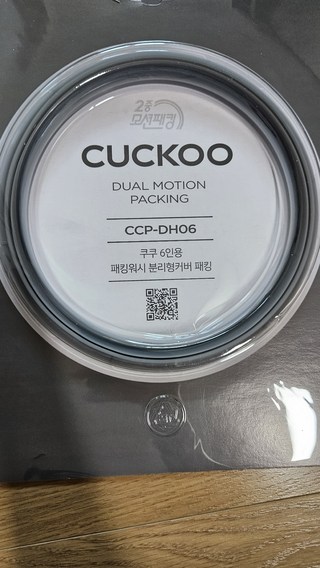 2중
모션패킹
CUCKOO
DUAL MOTION
PACKING
CCP-DH06
쿠쿠 6인용
패킹워시 분리형커버 패킹